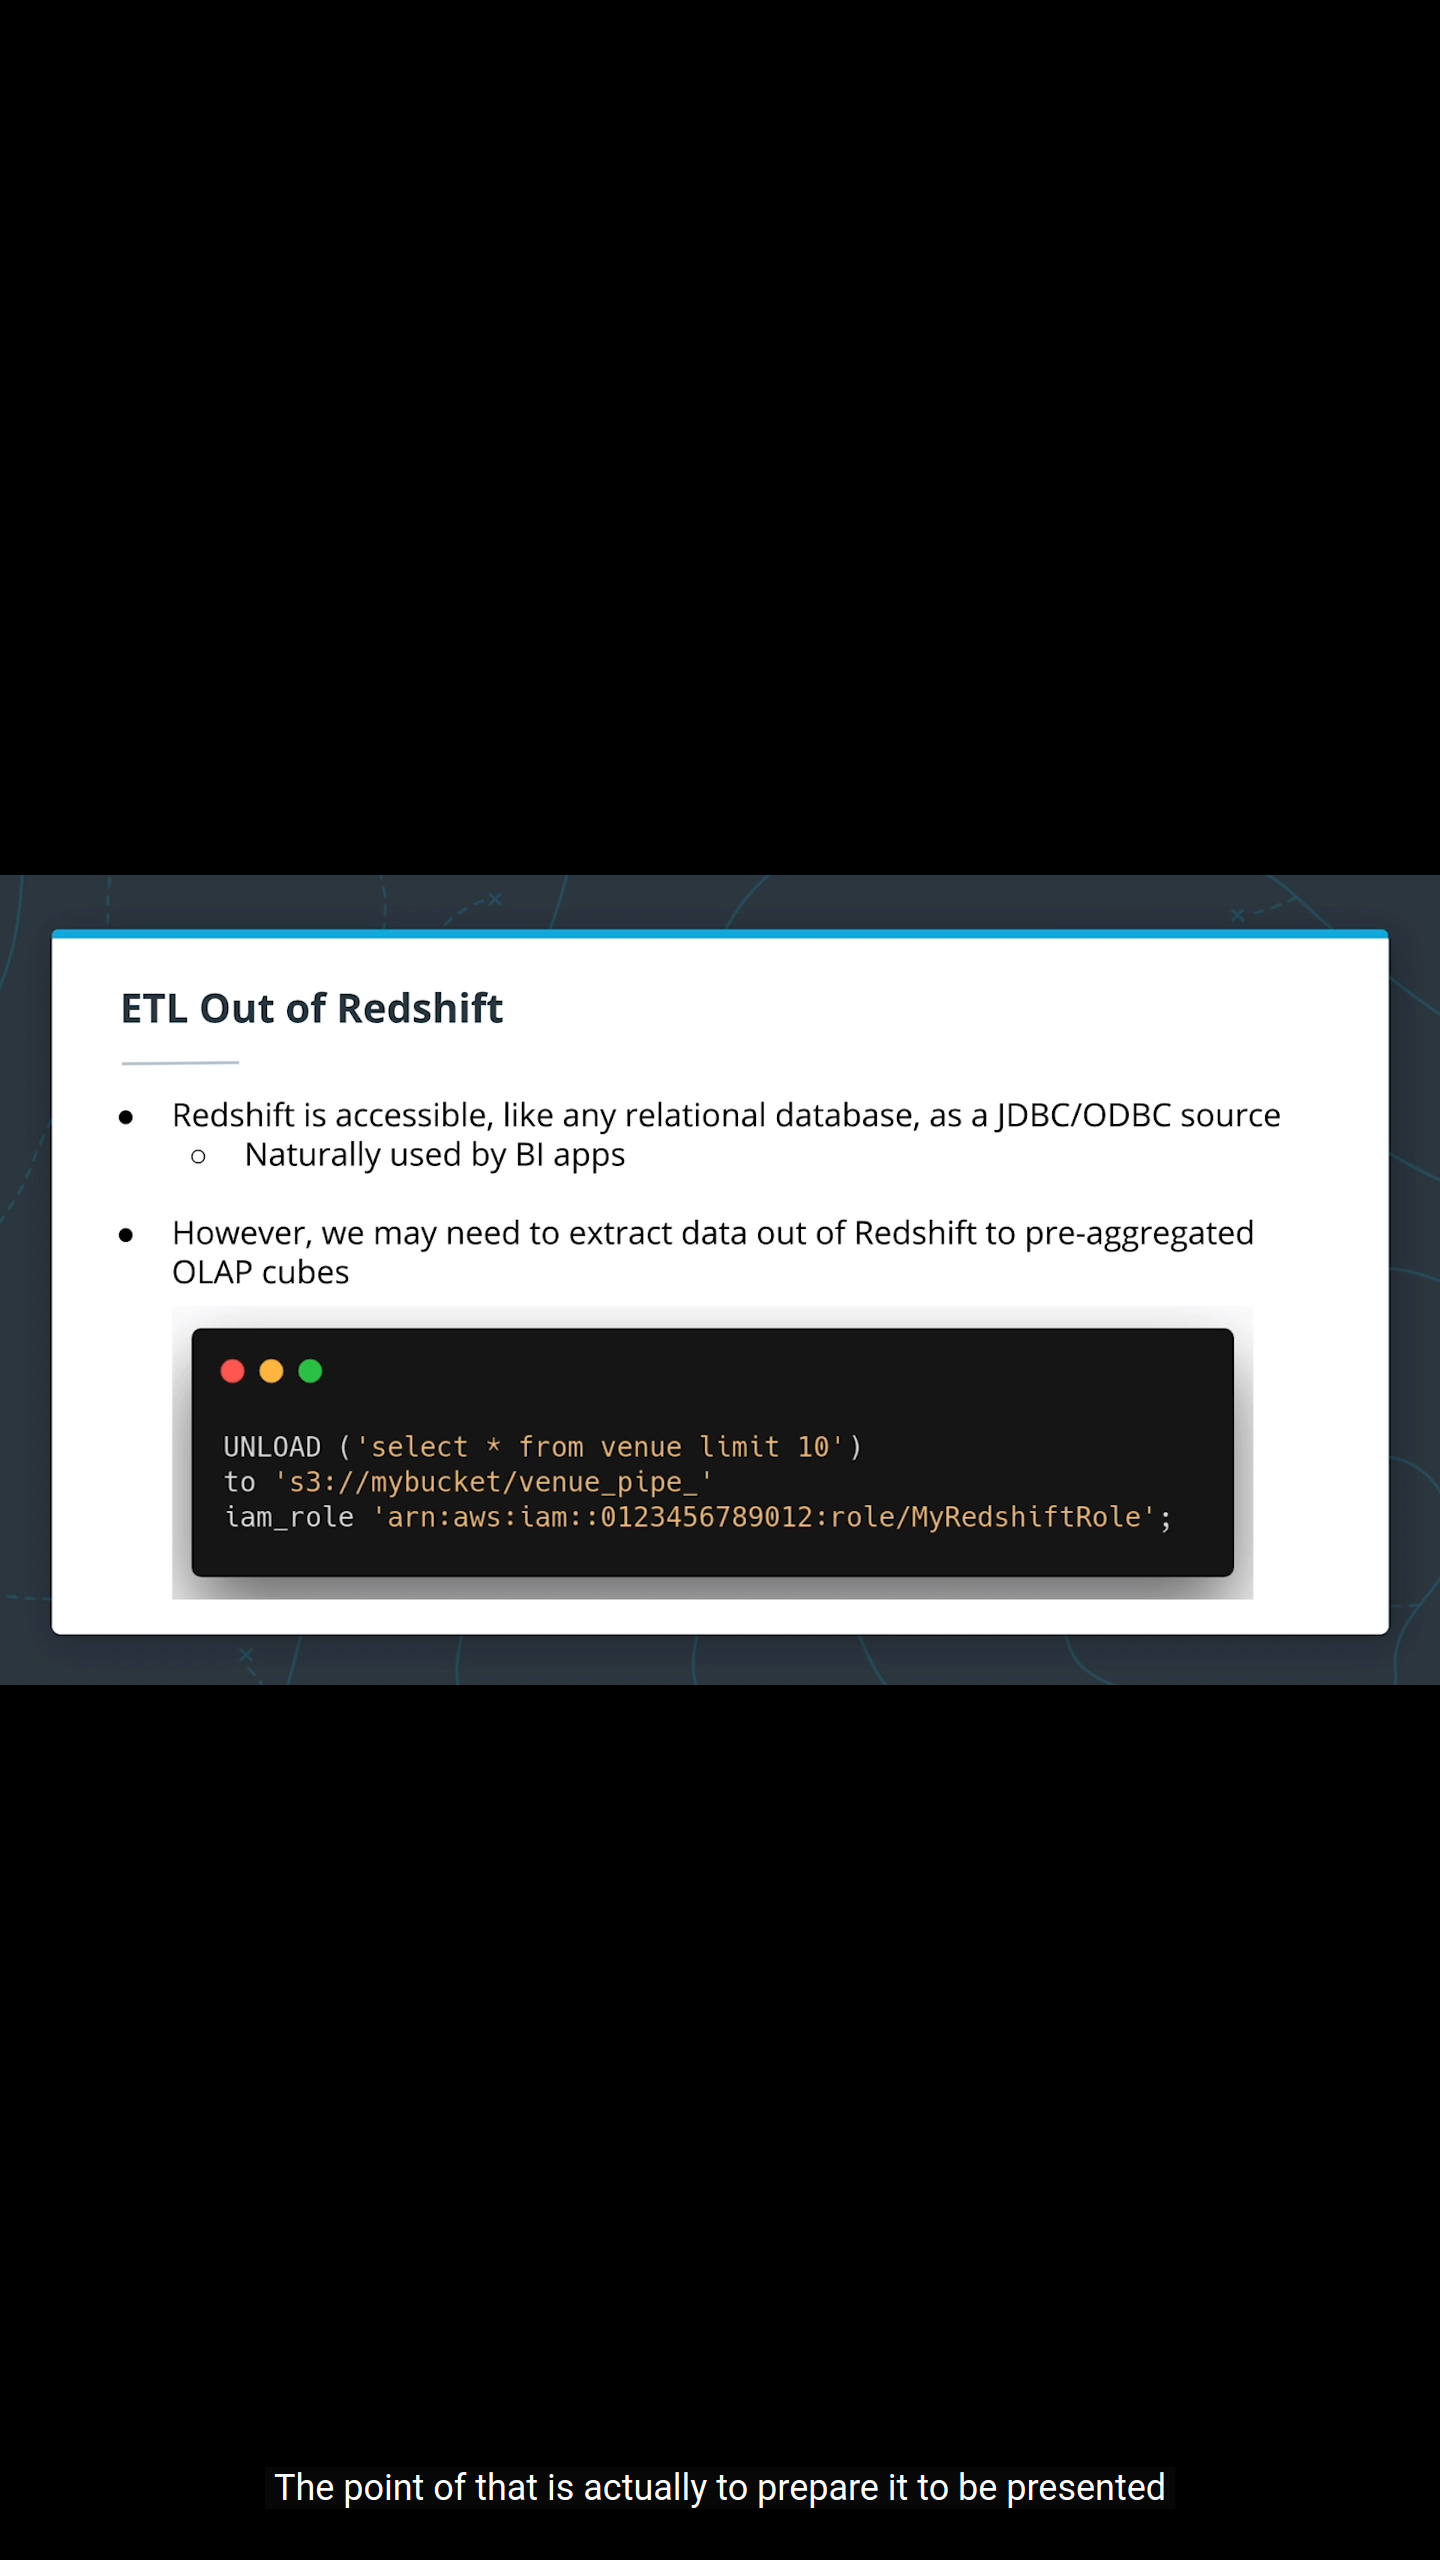 ETL Out of Redshift
● Redshift is accessible, like any relational database, as a JDBC/ODBC source
○ Naturally used by BI apps
● However, we may need to extract data out of Redshift to pre-aggregated
OLAP cubes
UNLOAD ('select * from venue limit 10')
to 's3://mybucket/venue_pipe_'
iam_role 'arn:aws:iam::0123456789012:role/MyRedshiftRole';
The point of that is actually to prepare it to be presented